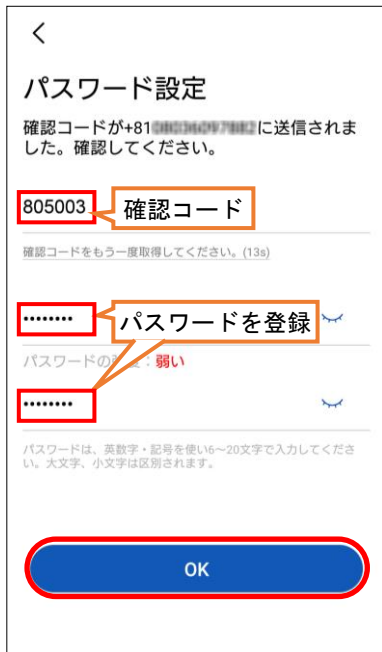 パスワード設定
確認コードが+81に送信されま
した。確認してください。
805003
確認コード
確認コードをもう一度取得してください。(13s)
••••••••
パスワードを登録
パスワードの : 弱い
••••••••
パスワードは、英数字・記号を使い6〜20文字で入力してくださ
い。大文字、小文字は区別されます。
OK